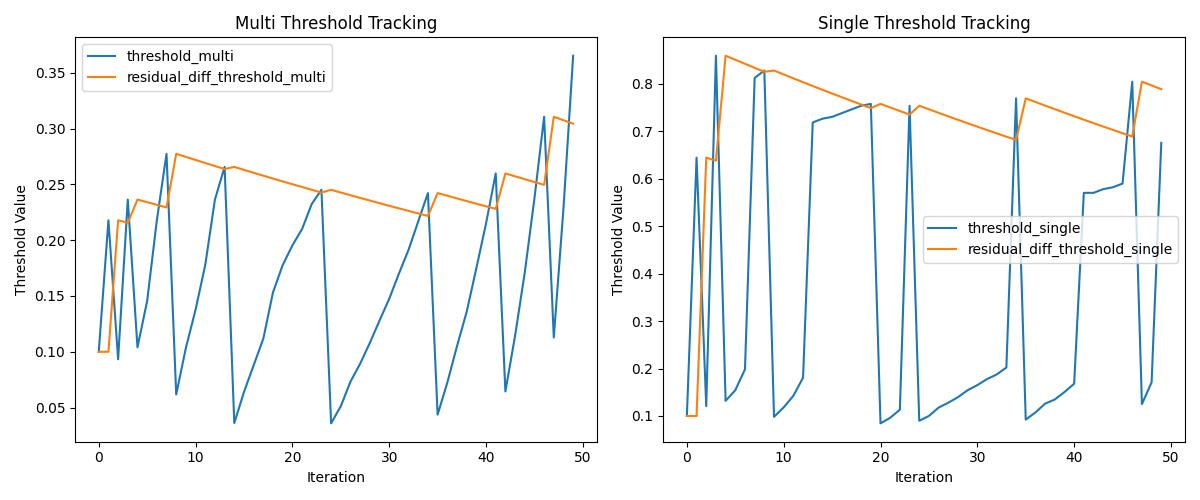 Multi Threshold Tracking
threshold_multi
residual_diff_threshold_multi
Threshold Value
0.35
0.30
0.25
0.20
0.15
0.10
0.05
0 10 20 30 40 50
Iteration
Single Threshold Tracking
threshold_single
residual_diff_threshold_single
Threshold Value
0.8
0.7
0.6
0.5
0.4
0.3
0.2
0.1
0 10 20 30 40 50
Iteration